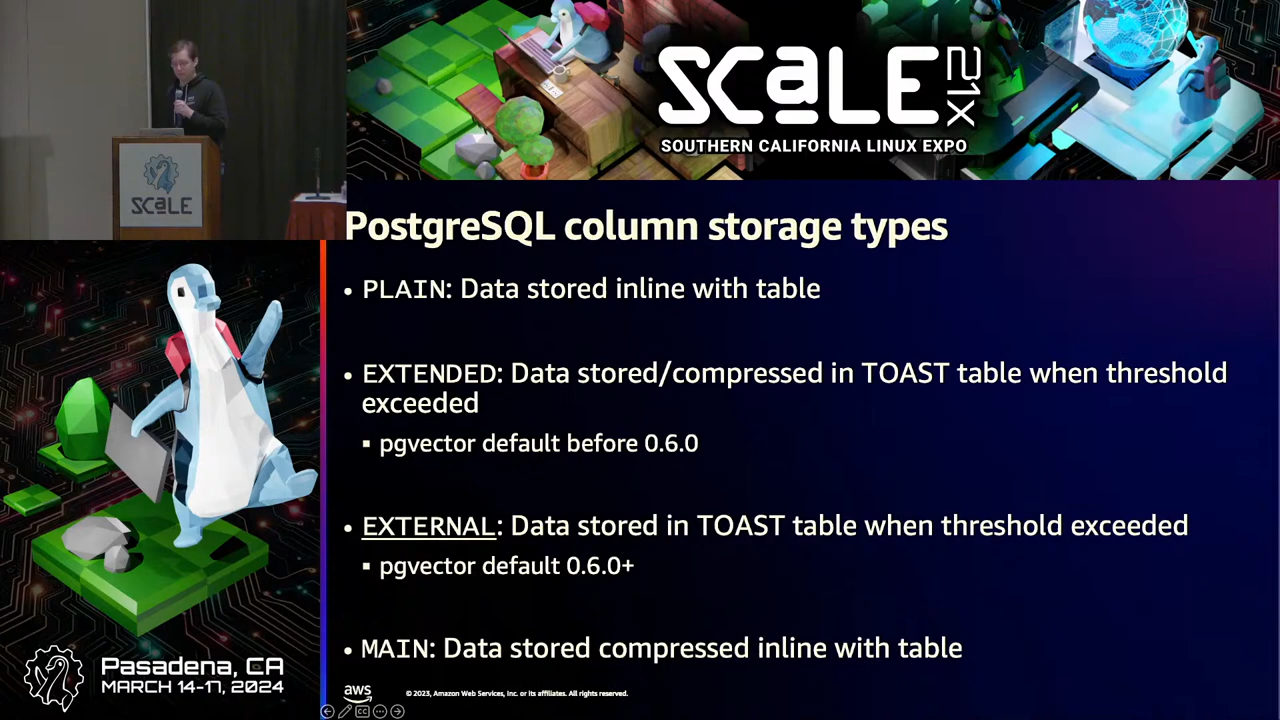 SCaLE 21x
SOUTHERN CALIFORNIA LINUX EXPO
SCaLE
PostgreSQL column storage types
• PLAIN: Data stored inline with table
• EXTENDED: Data stored/compressed in TOAST table when threshold
exceeded
▪ pgvector default before 0.6.0
• EXTERNAL: Data stored in TOAST table when threshold exceeded
▪ pgvector default 0.6.0+
• MAIN: Data stored compressed inline with table
Pasadena, CA
MARCH 14-17, 2024
aws
© 2023, Amazon Web Services, Inc. or its affiliates. All rights reserved.
CC